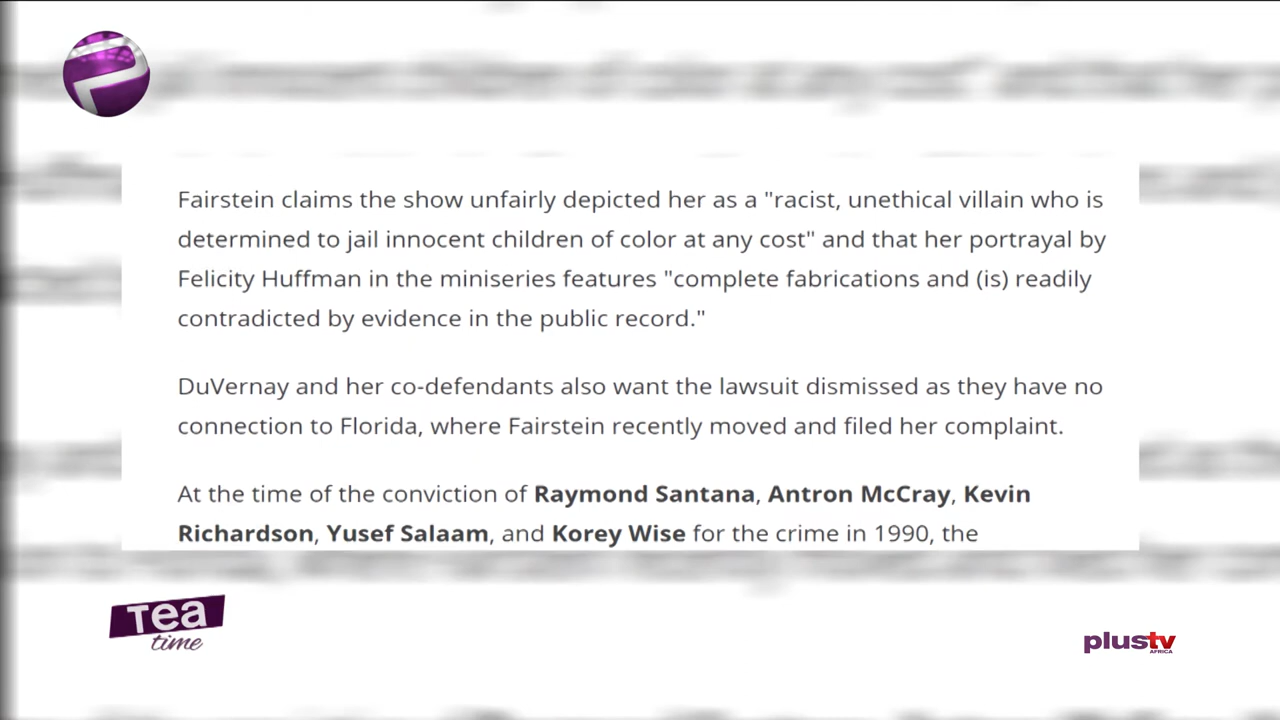 Fairstein claims the show unfairly depicted her as a "racist, unethical villain who is
determined to jail innocent children of color at any cost" and that her portrayal by
Felicity Huffman in the miniseries features "complete fabrications and (is) readily
contradicted by evidence in the public record."
DuVernay and her co-defendants also want the lawsuit dismissed as they have no
connection to Florida, where Fairstein recently moved and filed her complaint.
At the time of the conviction of Raymond Santana, Antron McCray, Kevin
Richardson, Yusef Salaam, and Korey Wise for the crime in 1990, the
Tea
time
plustv
AFRICA